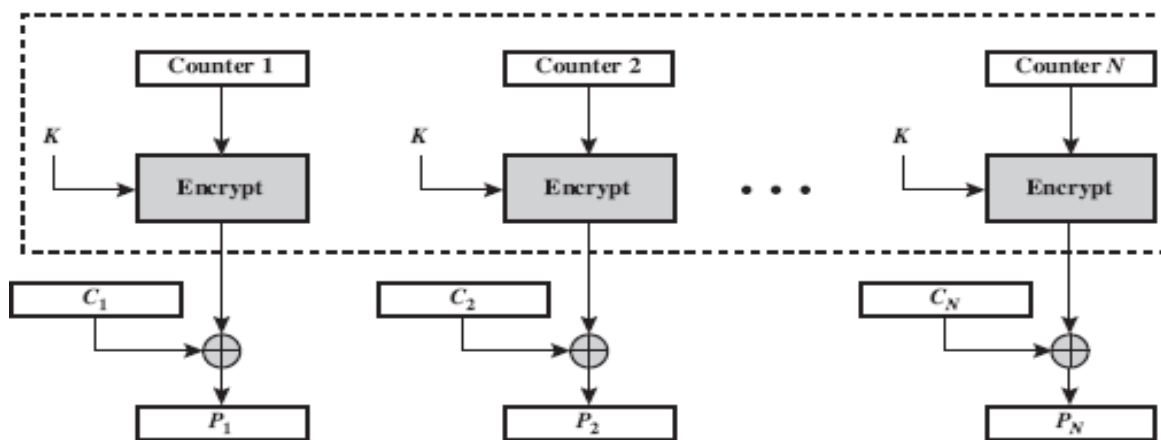 Counter 1 Counter 2 Counter N
K K K
Encrypt Encrypt • • • Encrypt
C1 C2 CN
P1 P2 PN